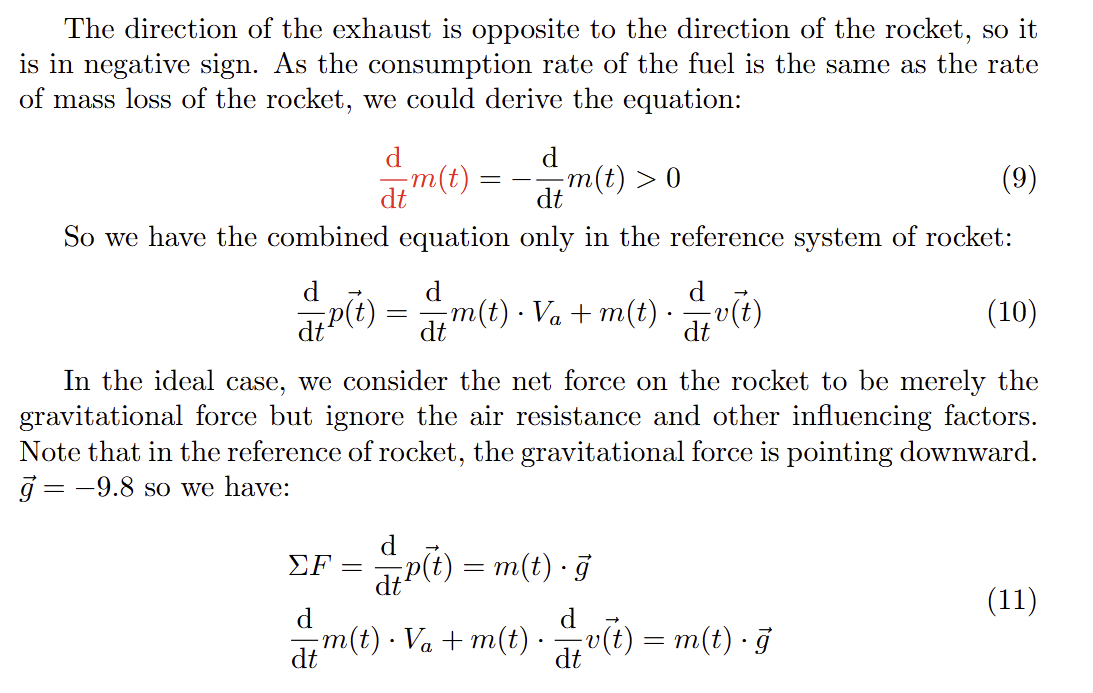 The direction of the exhaust is opposite to the direction of the rocket, so it
is in negative sign. As the consumption rate of the fuel is the same as the rate
of mass loss of the rocket, we could derive the equation:
$\frac{\mathrm{d}}{\mathrm{d}t}m(t) = -\frac{\mathrm{d}}{\mathrm{d}t}m(t) > 0$ (9)
So we have the combined equation only in the reference system of rocket:
$\frac{\mathrm{d}}{\mathrm{d}t}\vec{p(t)} = \frac{\mathrm{d}}{\mathrm{d}t}m(t) \cdot V_a + m(t) \cdot \frac{\mathrm{d}}{\mathrm{d}t}\vec{v(t)}$ (10)
In the ideal case, we consider the net force on the rocket to be merely the
gravitational force but ignore the air resistance and other influencing factors.
Note that in the reference of rocket, the gravitational force is pointing downward.
$\vec{g} = -9.8$ so we have:
$\Sigma F = \frac{\mathrm{d}}{\mathrm{d}t}\vec{p(t)} = m(t) \cdot \vec{g}$
$\frac{\mathrm{d}}{\mathrm{d}t}m(t) \cdot V_a + m(t) \cdot \frac{\mathrm{d}}{\mathrm{d}t}\vec{v(t)} = m(t) \cdot \vec{g}$ (11)